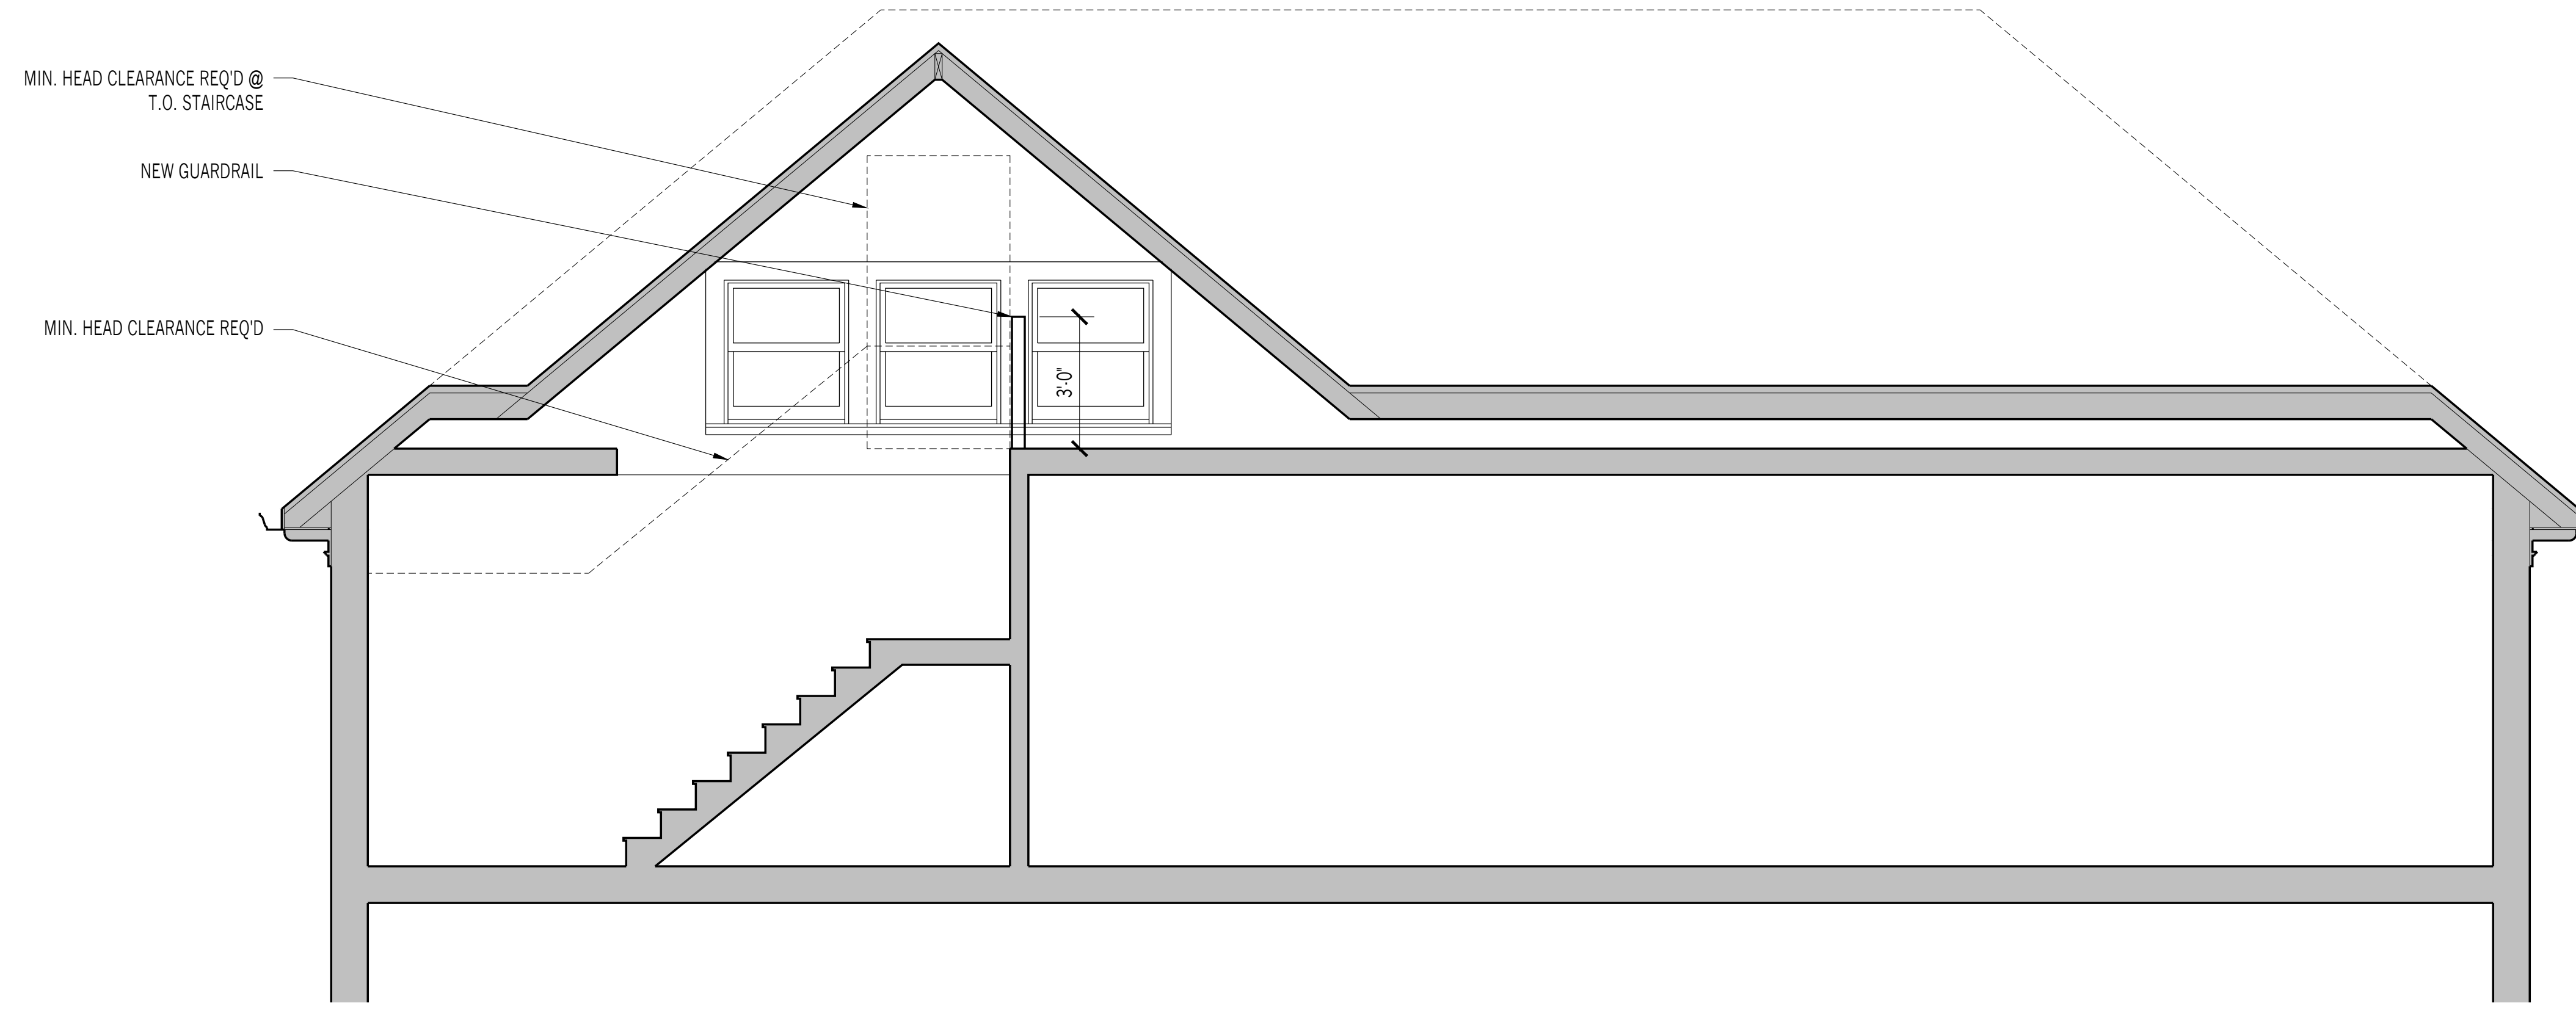 MIN. HEAD CLEARANCE REQ'D @
T.O. STAIRCASE
NEW GUARDRAIL
MIN. HEAD CLEARANCE REQ'D
3'-0"